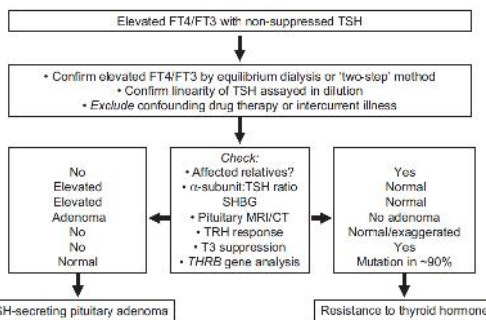 Elevated FT4/FT3 with non-suppressed TSH
• Confirm elevated FT4/FT3 by equilibrium dialysis or 'two-step' method
• Confirm linearity of TSH assayed in dilution
• Exclude confounding drug therapy or intercurrent illness
No
Elevated
Elevated
Adenoma
No
No
Normal
Check:
• Affected relatives?
• α-subunit:TSH ratio
SHBG
• Pituitary MRI/CT
• TRH response
• T3 suppression
• THRB gene analysis
Yes
Normal
Normal
No adenoma
Normal/exaggerated
Yes
Mutation in ~90%
SH-secreting pituitary adenoma
Resistance to thyroid hormone